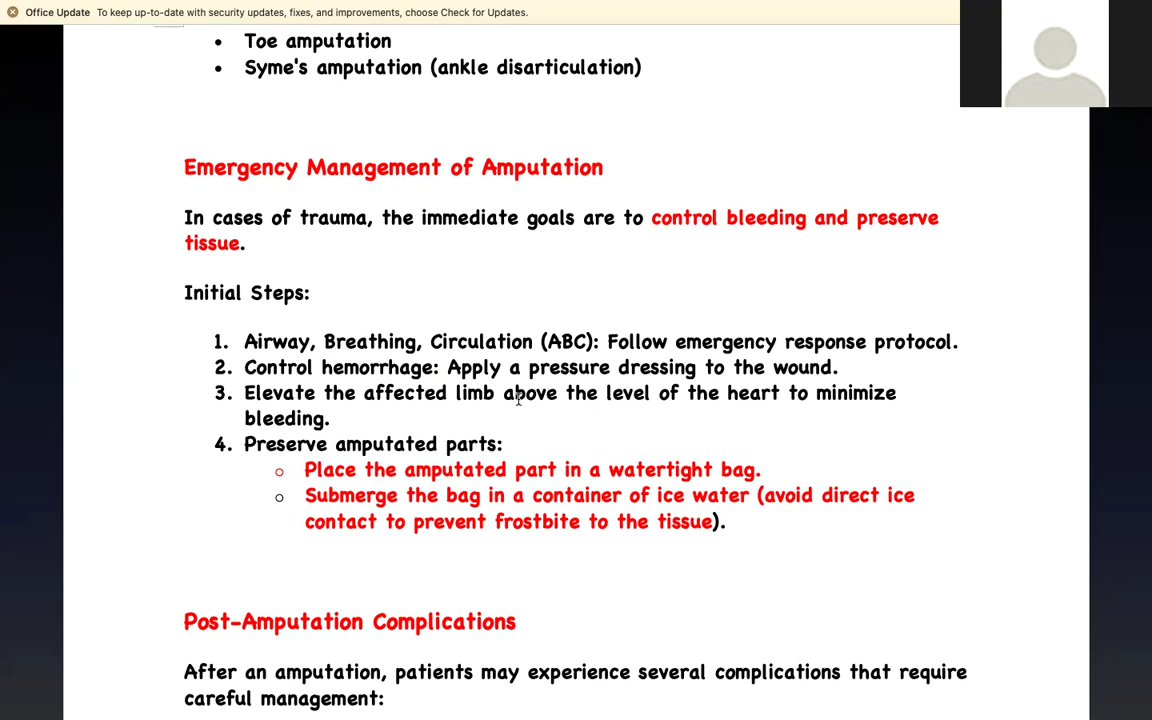 Office Update To keep up-to-date with security updates, fixes, and improvements, choose Check for Updates.
• Toe amputation
• Syme's amputation (ankle disarticulation)
Emergency Management of Amputation
In cases of trauma, the immediate goals are to control bleeding and preserve
tissue.
Initial Steps:
1. Airway, Breathing, Circulation (ABC): Follow emergency response protocol.
2. Control hemorrhage: Apply a pressure dressing to the wound.
3. Elevate the affected limb above the level of the heart to minimize
bleeding.
4. Preserve amputated parts:
○ Place the amputated part in a watertight bag.
○ Submerge the bag in a container of ice water (avoid direct ice
contact to prevent frostbite to the tissue).
Post-Amputation Complications
After an amputation, patients may experience several complications that require
careful management: